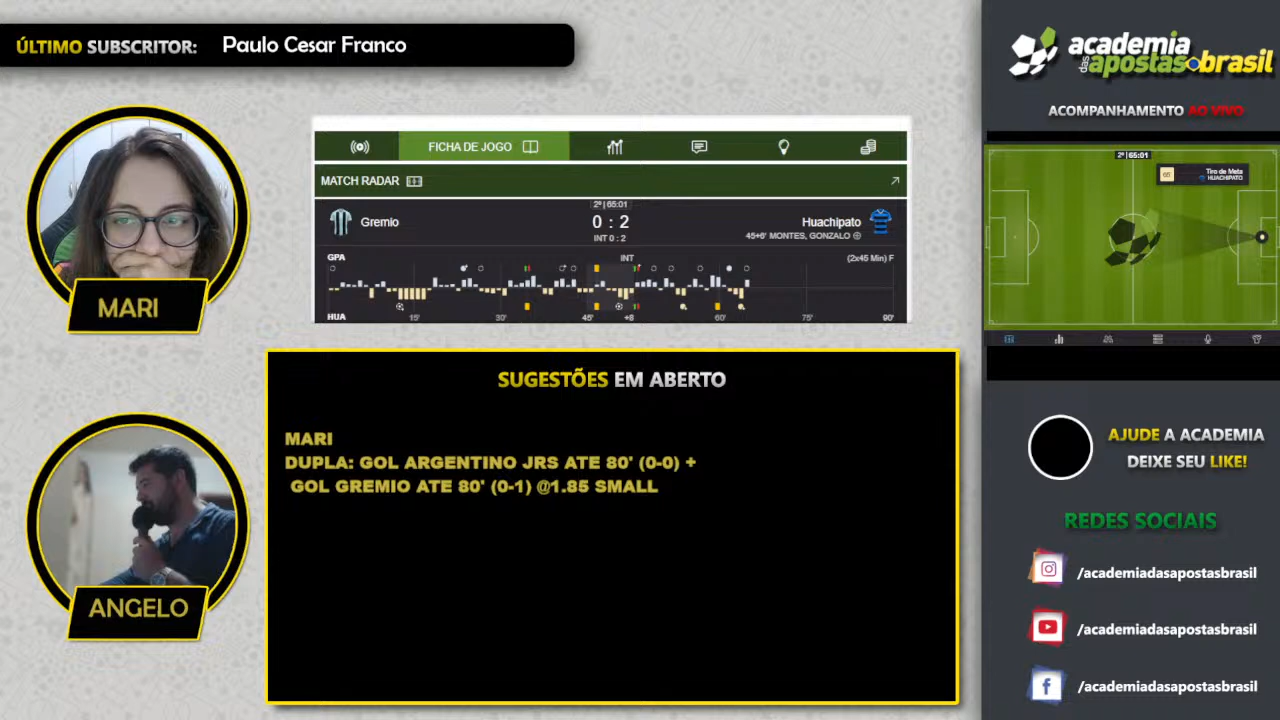 ÚLTIMO SUBSCRITOR: Paulo Cesar Franco
academia
das apostas brasil
ACOMPANHAMENTO AO VIVO
MARI
FICHA DE JOGO
MATCH RADAR
2º | 65:01
Gremio 0 : 2 Huachipato
INT 0 : 2
45+6' MONTES, GONZALO
GPA INT (2x45 Min) F
HUA 15' 30' 45' +8 60' 75' 90'
2º | 65:01
65' Tiro de Meta
HUACHIPATO
SUGESTÕES EM ABERTO
MARI
DUPLA: GOL ARGENTINO JRS ATE 80' (0-0) +
GOL GREMIO ATE 80' (0-1) @1.85 SMALL
ANGELO
AJUDE A ACADEMIA
DEIXE SEU LIKE!
REDES SOCIAIS
/academiadasapostasbrasil
/academiadasapostasbrasil
/academiadasapostasbrasil